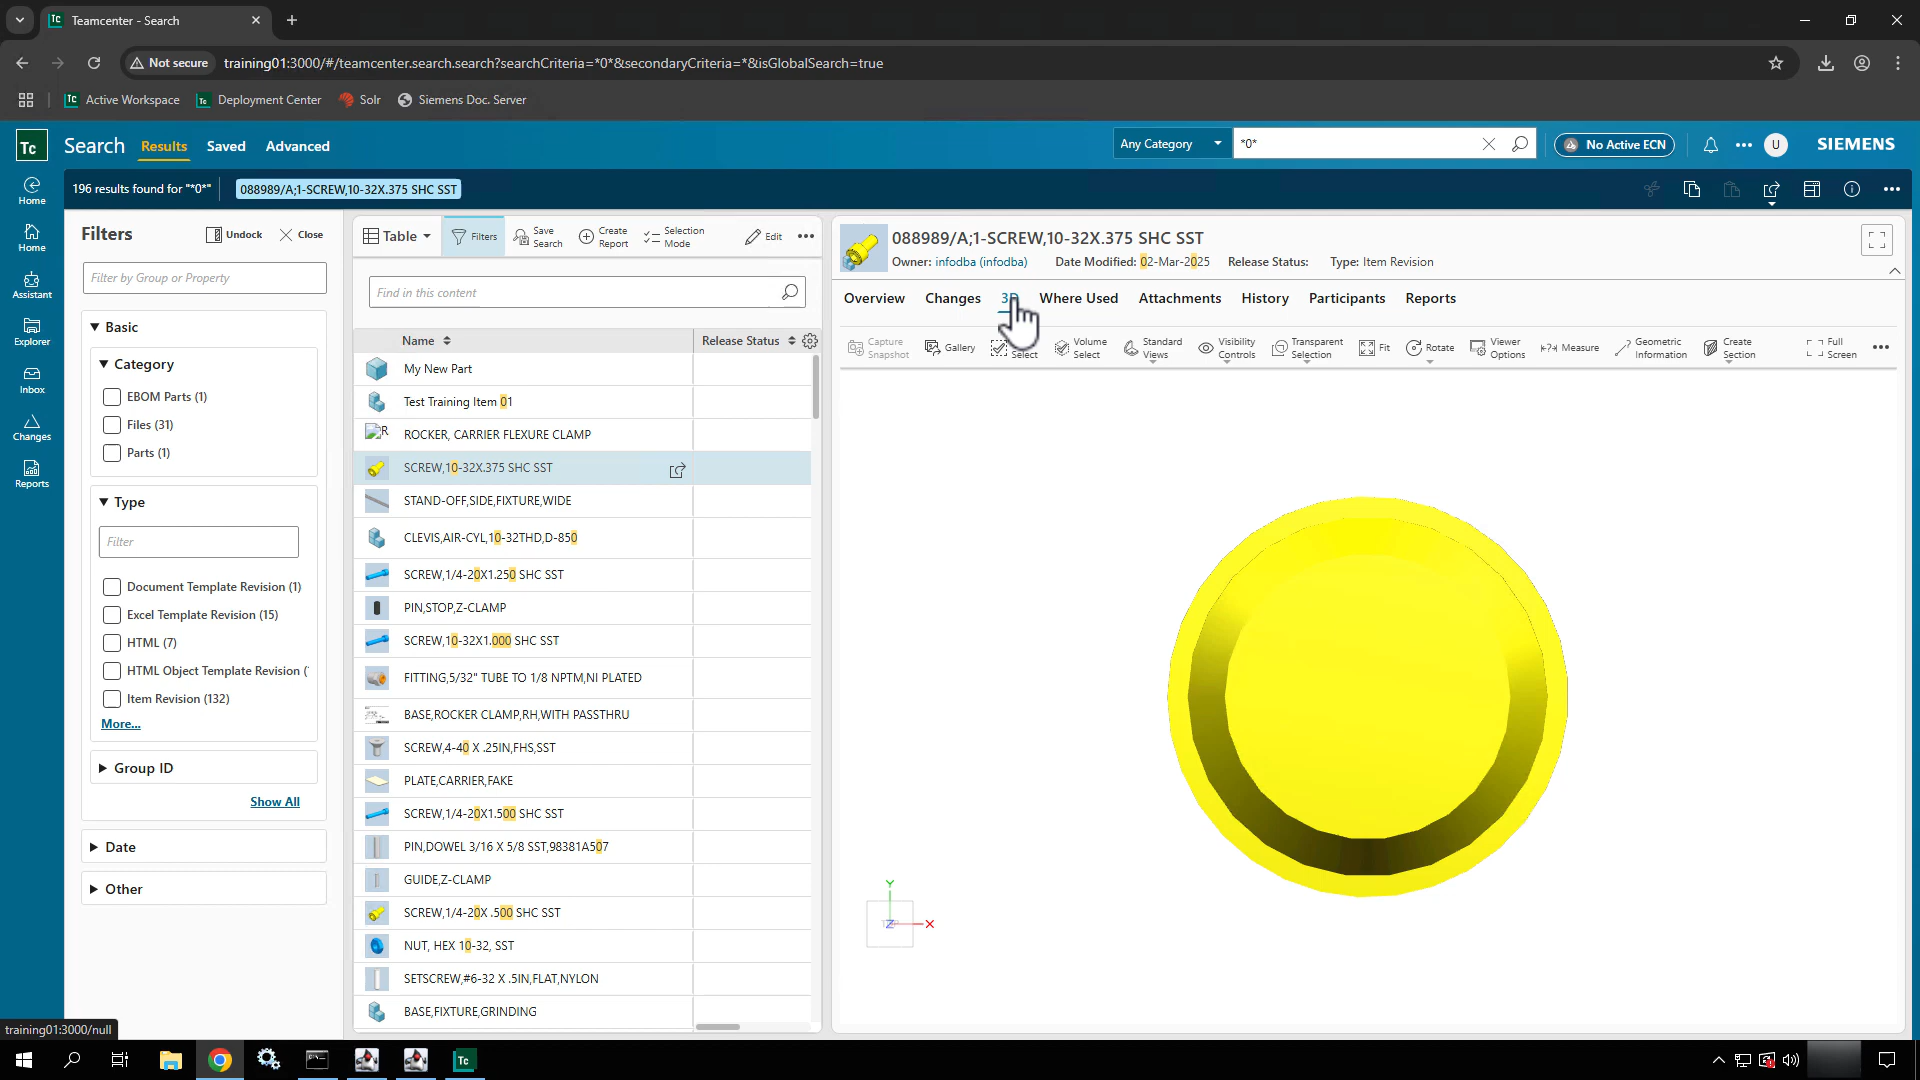 Tc Teamcenter - Search
Not secure training01:3000/#/teamcenter.search.search?searchCriteria=*0*&secondaryCriteria=*&isGlobalSearch=true
Tc Active Workspace Tc Deployment Center Solr Siemens Doc. Server
Tc Search Results Saved Advanced Any Category *0* No Active ECN U SIEMENS
196 results found for "*0*" 088989/A;1-SCREW,10-32X.375 SHC SST
Home
Home
Assistant
Explorer
Inbox
Changes
Reports
Filters Undock Close
Filter by Group or Property
Basic
Category
EBOM Parts (1)
Files (31)
Parts (1)
Type
Filter
Document Template Revision (1)
Excel Template Revision (15)
HTML (7)
HTML Object Template Revision (
Item Revision (132)
More...
Group ID
Show All
Date
Other
Table Filters Save Search Create Report Selection Mode Edit
Find in this content
Name Release Status
My New Part
Test Training Item 01
R ROCKER, CARRIER FLEXURE CLAMP
SCREW,10-32X.375 SHC SST
STAND-OFF,SIDE,FIXTURE,WIDE
CLEVIS,AIR-CYL,10-32THD,D-850
SCREW,1/4-20X1.250 SHC SST
PIN,STOP,Z-CLAMP
SCREW,10-32X1.000 SHC SST
FITTING,5/32" TUBE TO 1/8 NPTM,NI PLATED
BASE,ROCKER CLAMP,RH,WITH PASSTHRU
SCREW,4-40 X .25IN,FHS,SST
PLATE,CARRIER,FAKE
SCREW,1/4-20X1.500 SHC SST
PIN,DOWEL 3/16 X 5/8 SST,98381A507
GUIDE,Z-CLAMP
SCREW,1/4-20X .500 SHC SST
NUT, HEX 10-32, SST
SETSCREW,#6-32 X .5IN,FLAT,NYLON
BASE,FIXTURE,GRINDING
088989/A;1-SCREW,10-32X.375 SHC SST
Owner: infodba (infodba) Date Modified: 02-Mar-2025 Release Status: Type: Item Revision
Overview Changes 3D Where Used Attachments History Participants Reports
Capture Snapshot Gallery Select Volume Select Standard Views Visibility Controls Transparent Selection Fit Rotate Viewer Options Measure Geometric Information Create Section Full Screen
Y
Z X
training01:3000/null
Tc